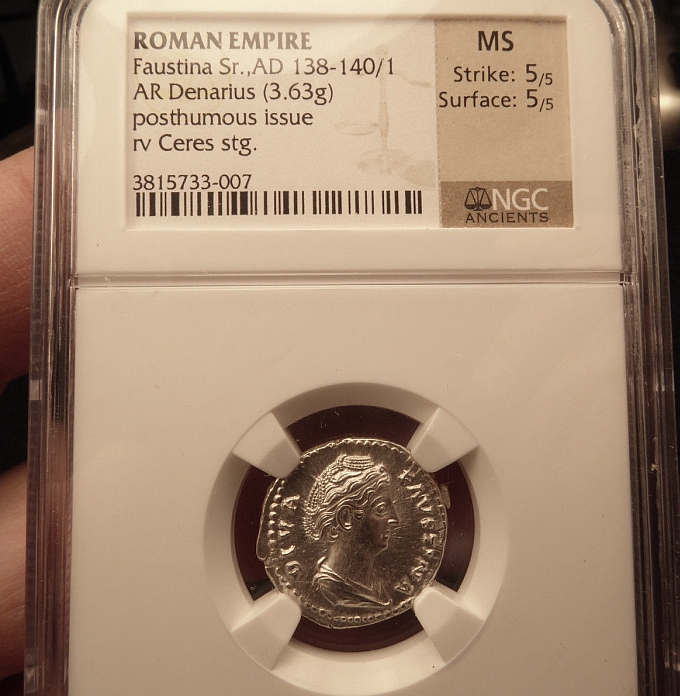 ROMAN EMPIRE
Faustina Sr.,AD 138-140/1
AR Denarius (3.63g)
posthumous issue
rv Ceres stg.
3815733-007
MS
Strike: 5/5
Surface: 5/5
NGC
ANCIENTS
DIVA FAVSTINA